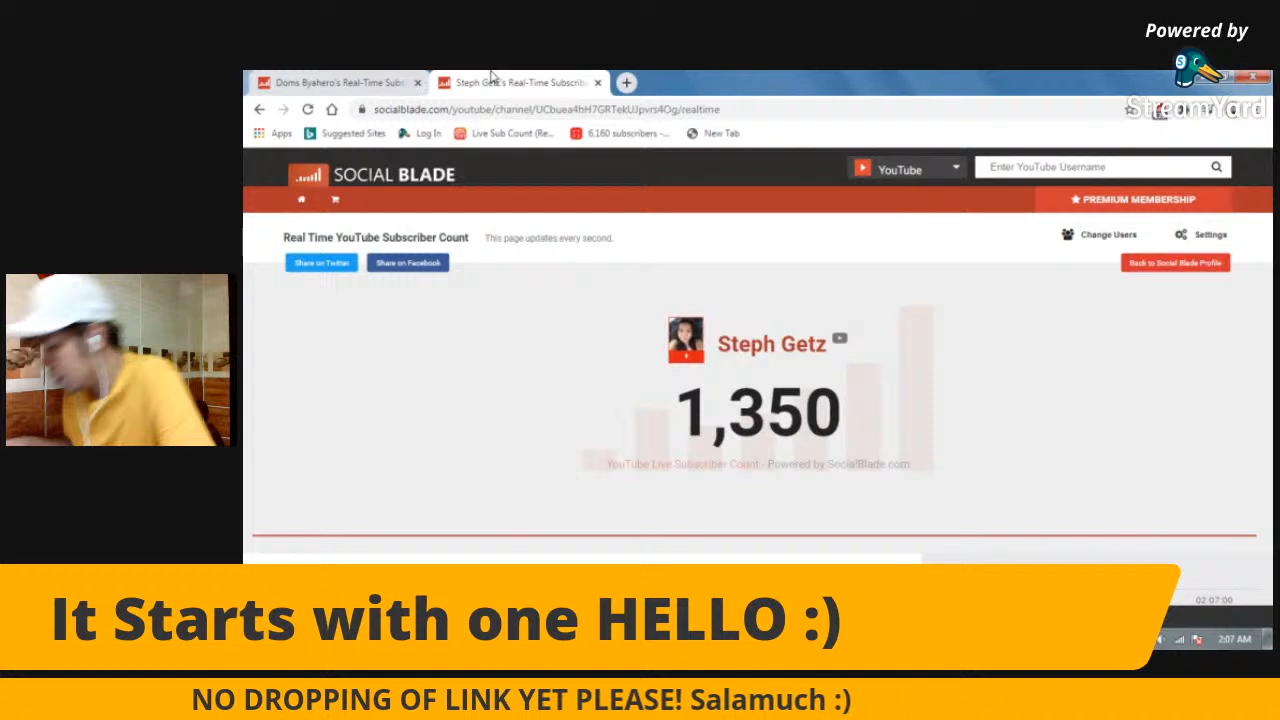 Powered by
StreamYard
Doms Byahero's Real-Time Subs
Steph Getz's Real-Time Subscrib
socialblade.com/youtube/channel/UCbuea4bH7GRTekUJpvrs4Og/realtime
Apps Suggested Sites Log In Live Sub Count (Re... 6,160 subscribers -... New Tab
SOCIAL BLADE
YouTube
Enter YouTube Username
PREMIUM MEMBERSHIP
Real Time YouTube Subscriber Count This page updates every second.
Change Users Settings
Share on Twitter Share on Facebook
Back to Social Blade Profile
Steph Getz
1,350
YouTube Live Subscriber Count - Powered by SocialBlade.com
02:07:00
2:07 AM
It Starts with one HELLO :)
NO DROPPING OF LINK YET PLEASE! Salamuch :)